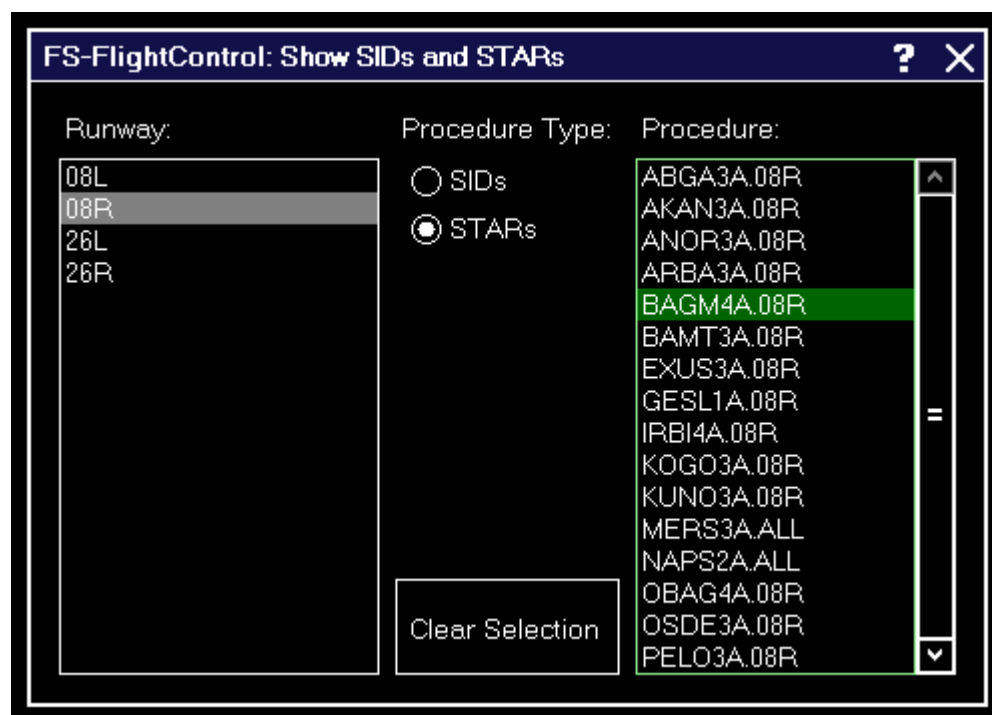 FS-FlightControl: Show SIDs and STARs ? X
Runway:
08L
08R
26L
26R
Procedure Type:
SIDs
STARs
Clear Selection
Procedure:
ABGA3A.08R
AKAN3A.08R
ANOR3A.08R
ARBA3A.08R
BAGM4A.08R
BAMT3A.08R
EXUS3A.08R
GESL1A.08R
IRBI4A.08R
KOGO3A.08R
KUNO3A.08R
MERS3A.ALL
NAPS2A.ALL
OBAG4A.08R
OSDE3A.08R
PELO3A.08R